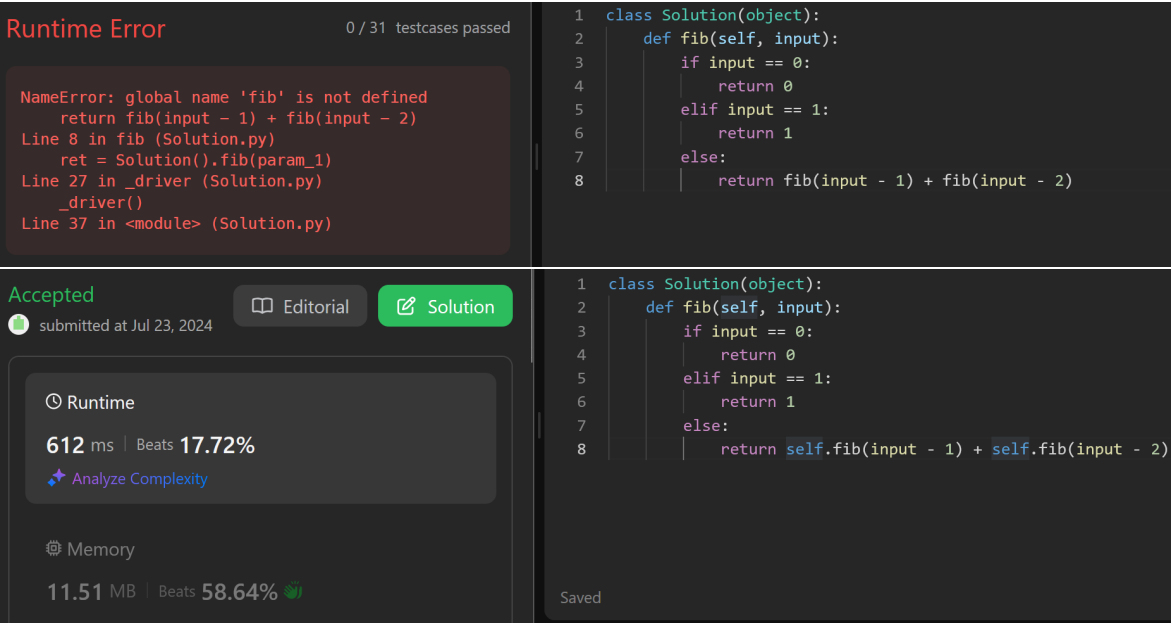 Runtime Error
0 / 31 testcases passed
NameError: global name 'fib' is not defined
    return fib(input – 1) + fib(input – 2)
Line 8 in fib (Solution.py)
    ret = Solution().fib(param_1)
Line 27 in _driver (Solution.py)
    _driver()
Line 37 in <module> (Solution.py)
1 class Solution(object):
2     def fib(self, input):
3         if input == 0:
4             return 0
5         elif input == 1:
6             return 1
7         else:
8             return fib(input - 1) + fib(input - 2)
Accepted
submitted at Jul 23, 2024
Editorial
Solution
Runtime
612 ms | Beats 17.72%
Analyze Complexity
Memory
11.51 MB | Beats 58.64%
1 class Solution(object):
2     def fib(self, input):
3         if input == 0:
4             return 0
5         elif input == 1:
6             return 1
7         else:
8             return self.fib(input - 1) + self.fib(input - 2)
Saved